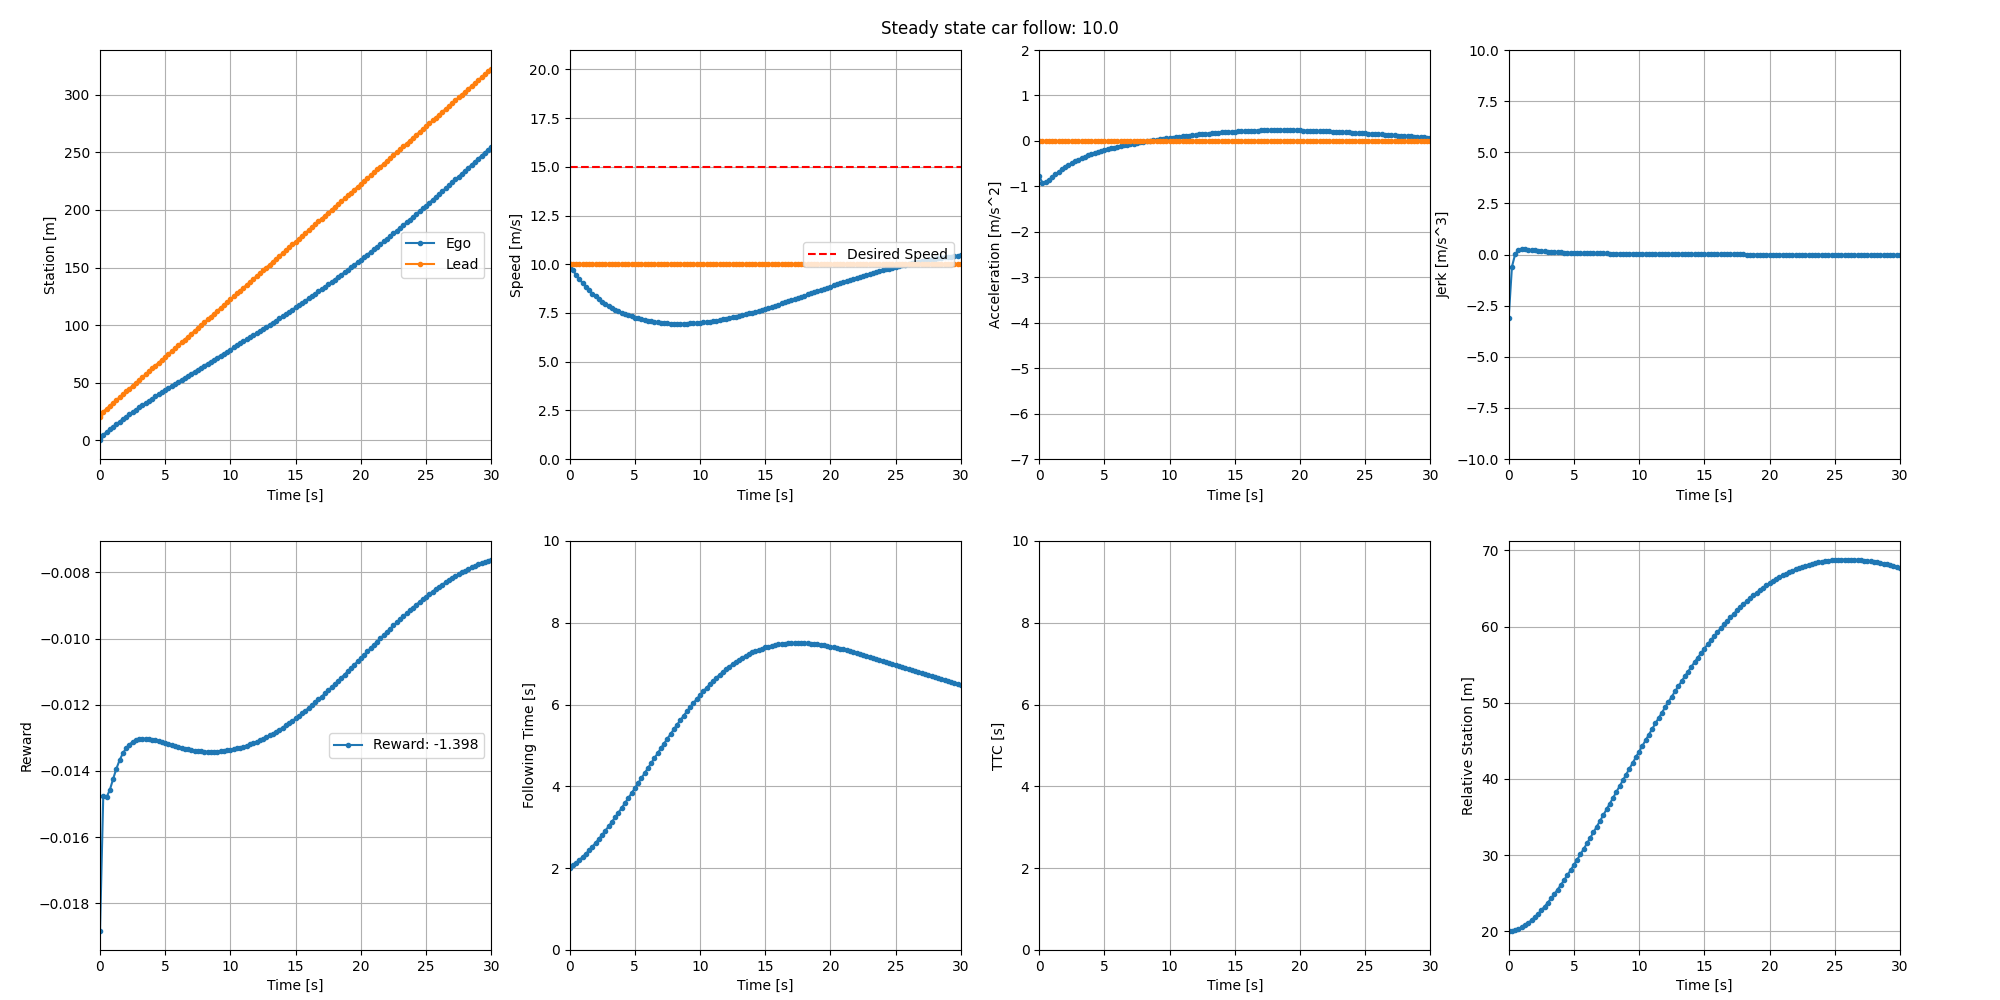 Steady state car follow: 10.0
Station [m]
300
250
200
150
100
50
0
Ego
Lead
0 5 10 15 20 25 30
Time [s]
Speed [m/s]
20.0
17.5
15.0
12.5
10.0
7.5
5.0
2.5
0.0
Desired Speed
0 5 10 15 20 25 30
Time [s]
Acceleration [m/s^2]
2
1
0
−1
−2
−3
−4
−5
−6
−7
0 5 10 15 20 25 30
Time [s]
Jerk [m/s^3]
10.0
7.5
5.0
2.5
0.0
−2.5
−5.0
−7.5
−10.0
0 5 10 15 20 25 30
Time [s]
Reward
−0.008
−0.010
−0.012
−0.014
−0.016
−0.018
Reward: -1.398
0 5 10 15 20 25 30
Time [s]
Following Time [s]
10
8
6
4
2
0
0 5 10 15 20 25 30
Time [s]
TTC [s]
10
8
6
4
2
0
0 5 10 15 20 25 30
Time [s]
Relative Station [m]
70
60
50
40
30
20
0 5 10 15 20 25 30
Time [s]